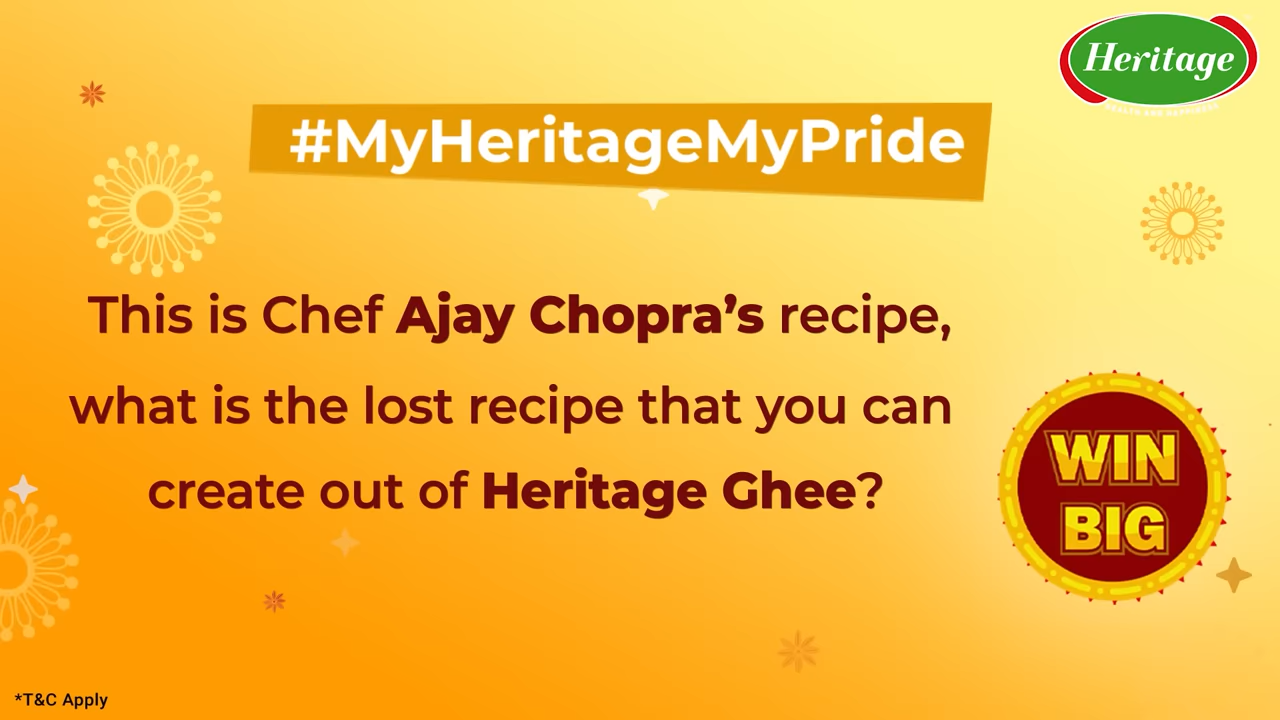 Heritage
#MyHeritageMyPride
This is Chef Ajay Chopra’s recipe,
what is the lost recipe that you can
create out of Heritage Ghee?
WIN
BIG
*T&C Apply